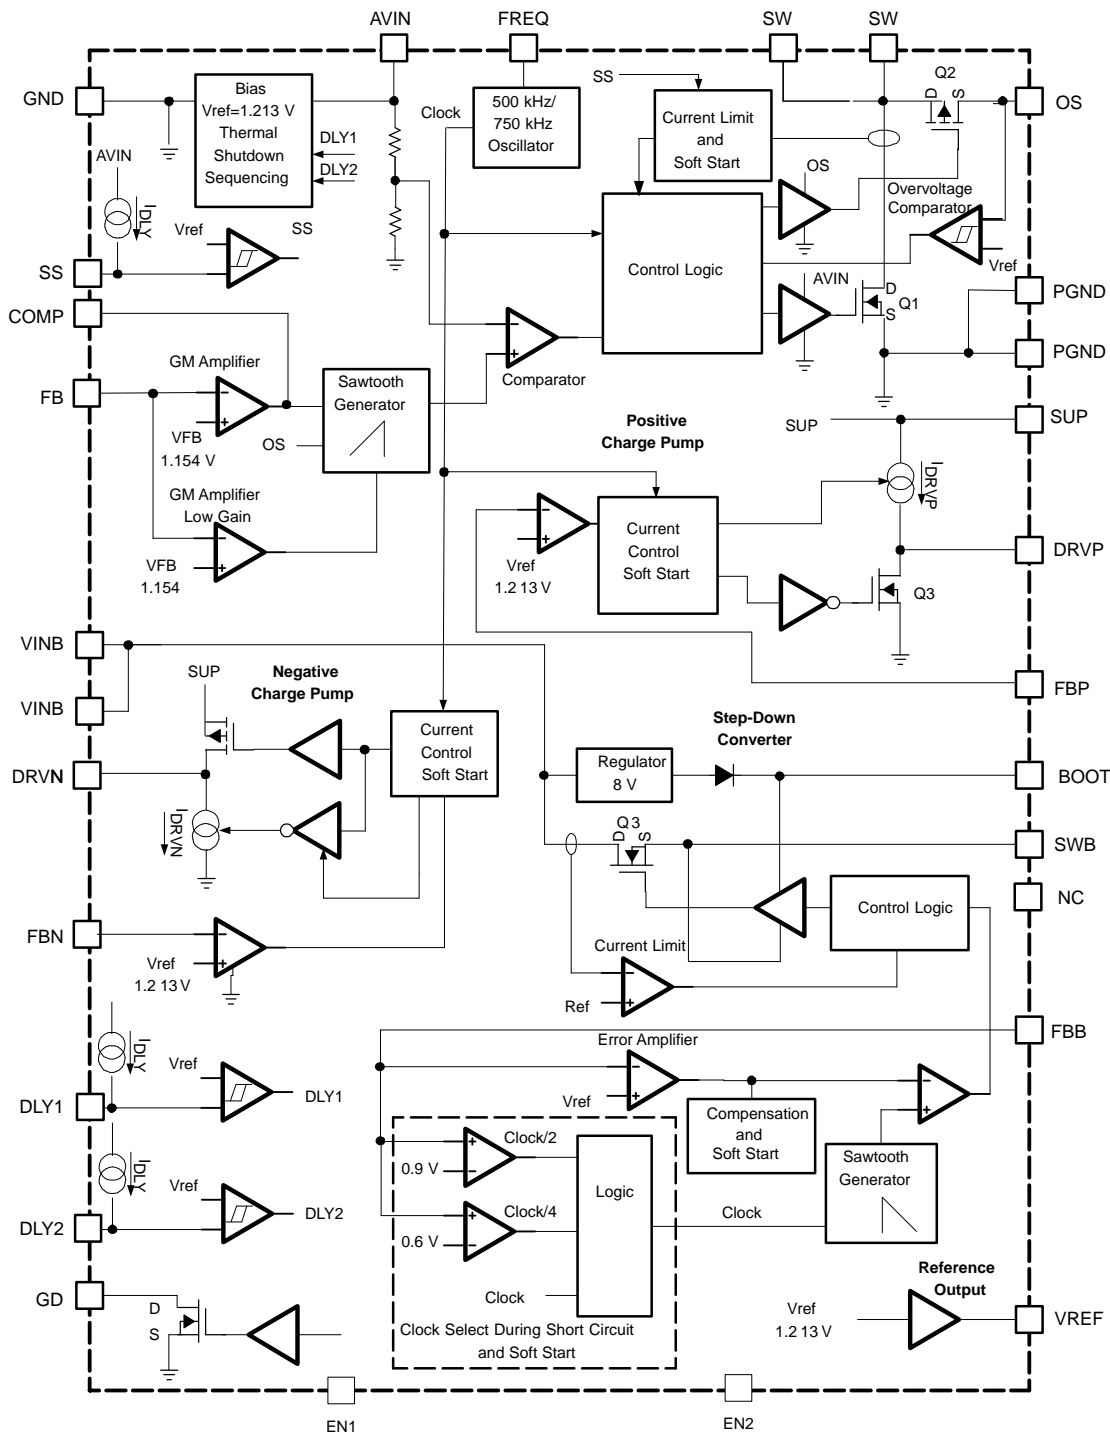 AVIN
FREQ
SW
SW
GND
Bias
Vref=1.213 V
Thermal
Shutdown
Sequencing
DLY1
DLY2
Clock
500 kHz/
750 kHz
Oscillator
SS
Current Limit
and
Soft Start
Q2
D
S
OS
AVIN
IDLY
Vref
SS
SS
Control Logic
OS
Overvoltage
Comparator
Vref
AVIN
D
Q1
S
PGND
PGND
COMP
GM Amplifier
FB
VFB
1.154 V
OS
Sawtooth
Generator
Comparator
GM Amplifier
Low Gain
VFB
1.154
Positive
Charge Pump
SUP
SUP
IDRVP
Vref
1.2 13 V
Current
Control
Soft Start
DRVP
Q3
FBP
VINB
VINB
SUP
Negative
Charge Pump
DRVN
IDRVN
Current
Control
Soft Start
Step-Down
Converter
Regulator
8 V
BOOT
Q3
D
S
SWB
NC
Control Logic
Current Limit
Ref
FBN
Vref
1.2 13 V
FBB
Error Amplifier
Vref
Compensation
and
Soft Start
Sawtooth
Generator
IDLY
Vref
DLY1
DLY1
IDLY
Vref
DLY2
DLY2
0.9 V
Clock/2
0.6 V
Clock/4
Logic
Clock
Clock
Clock Select During Short Circuit
and Soft Start
GD
D
S
Reference
Output
Vref
1.2 13 V
VREF
EN1
EN2